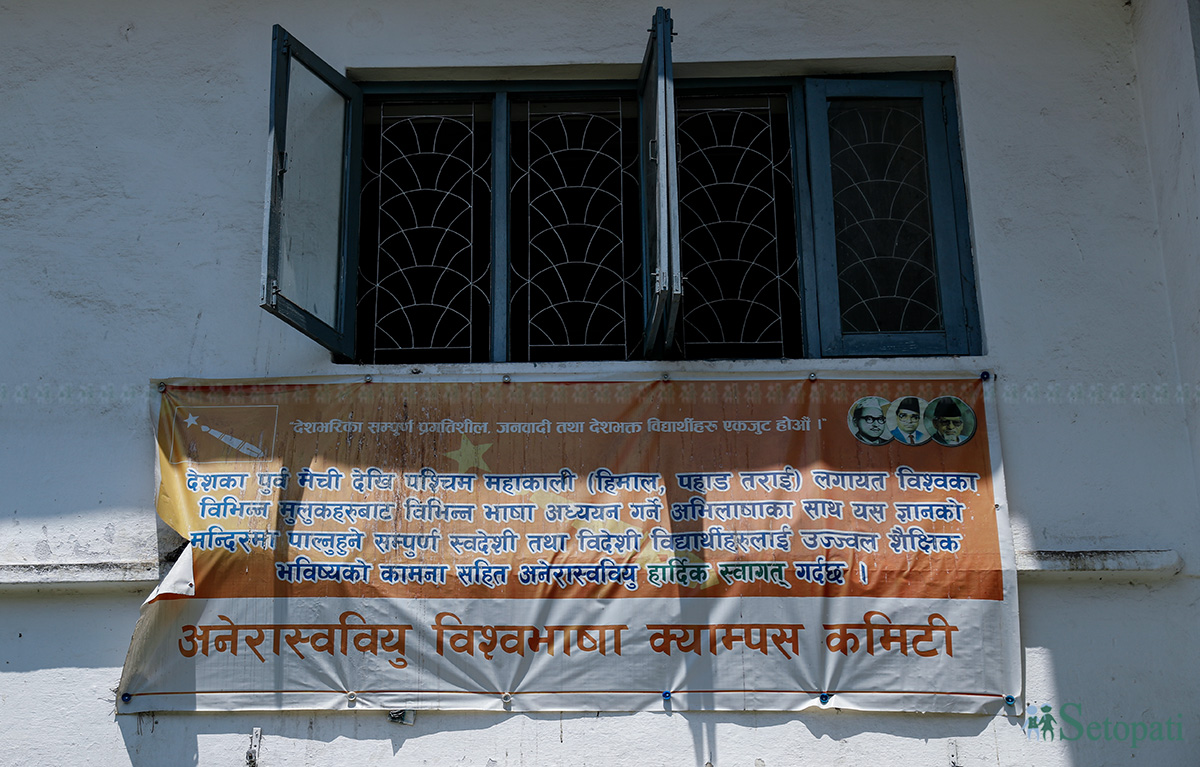 "देशभरिका सम्पूर्ण प्रगतिशील, जनवादी तथा देशभक्त विद्यार्थीहरू एकजुट होऔं ।"
देशका पुर्व मेची देखि पश्चिम महाकाली (हिमाल, पहाड तराई) लगायत विश्वका
विभिन्न मुलुकहरुबाट विभिन्न भाषा अध्ययन गर्ने अभिलाषाका साथ यस ज्ञानको
मन्दिरमा पाल्नुहुने सम्पुर्ण स्वदेशी तथा विदेशी विद्यार्थीहरुलाई उज्ज्वल शैक्षिक
भविष्यको कामना सहित अनेरास्ववियु हार्दिक स्वागत् गर्दछ ।
अनेरास्ववियु विश्वभाषा क्याम्पस कमिटी
Setopati